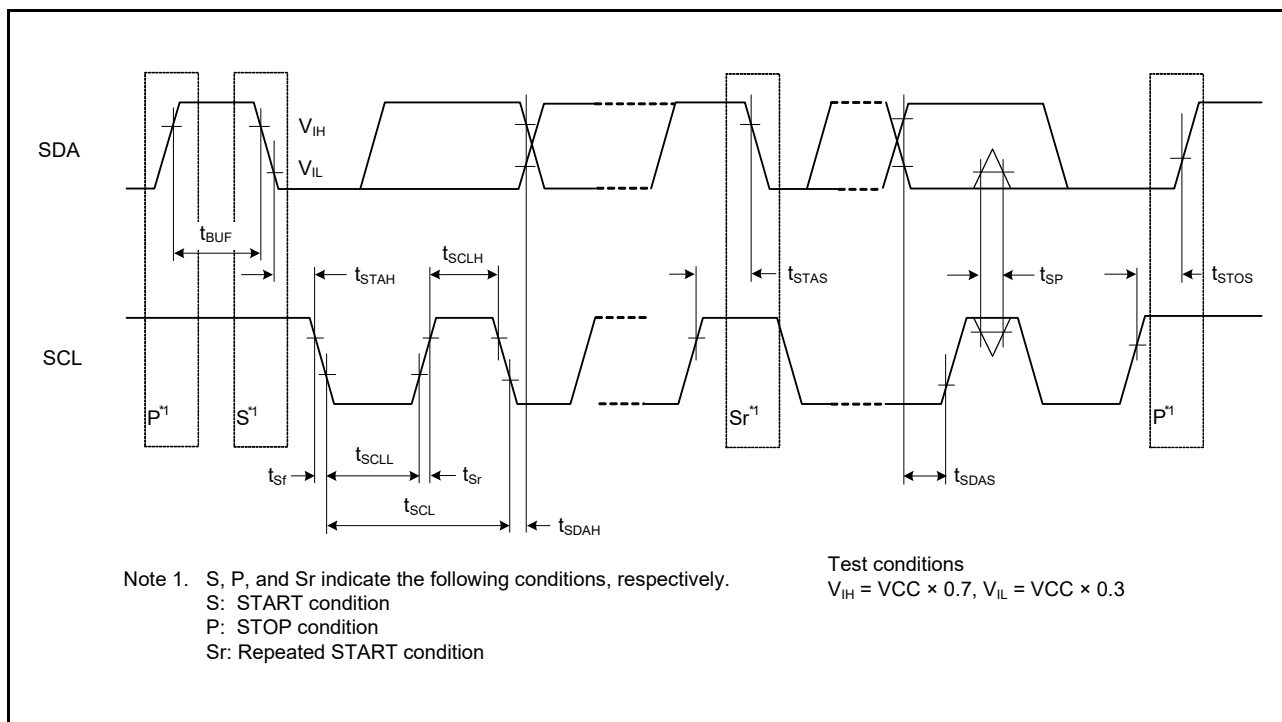 SDA
V_IH
V_IL
t_BUF
t_STAH
t_SCLH
t_STAS
t_SP
t_STOS
SCL
P*1
S*1
Sr*1
P*1
t_Sf
t_SCLL
t_Sr
t_SDAS
t_SCL
t_SDAH
Note 1. S, P, and Sr indicate the following conditions, respectively.
S: START condition
P: STOP condition
Sr: Repeated START condition
Test conditions
V_IH = VCC × 0.7, V_IL = VCC × 0.3